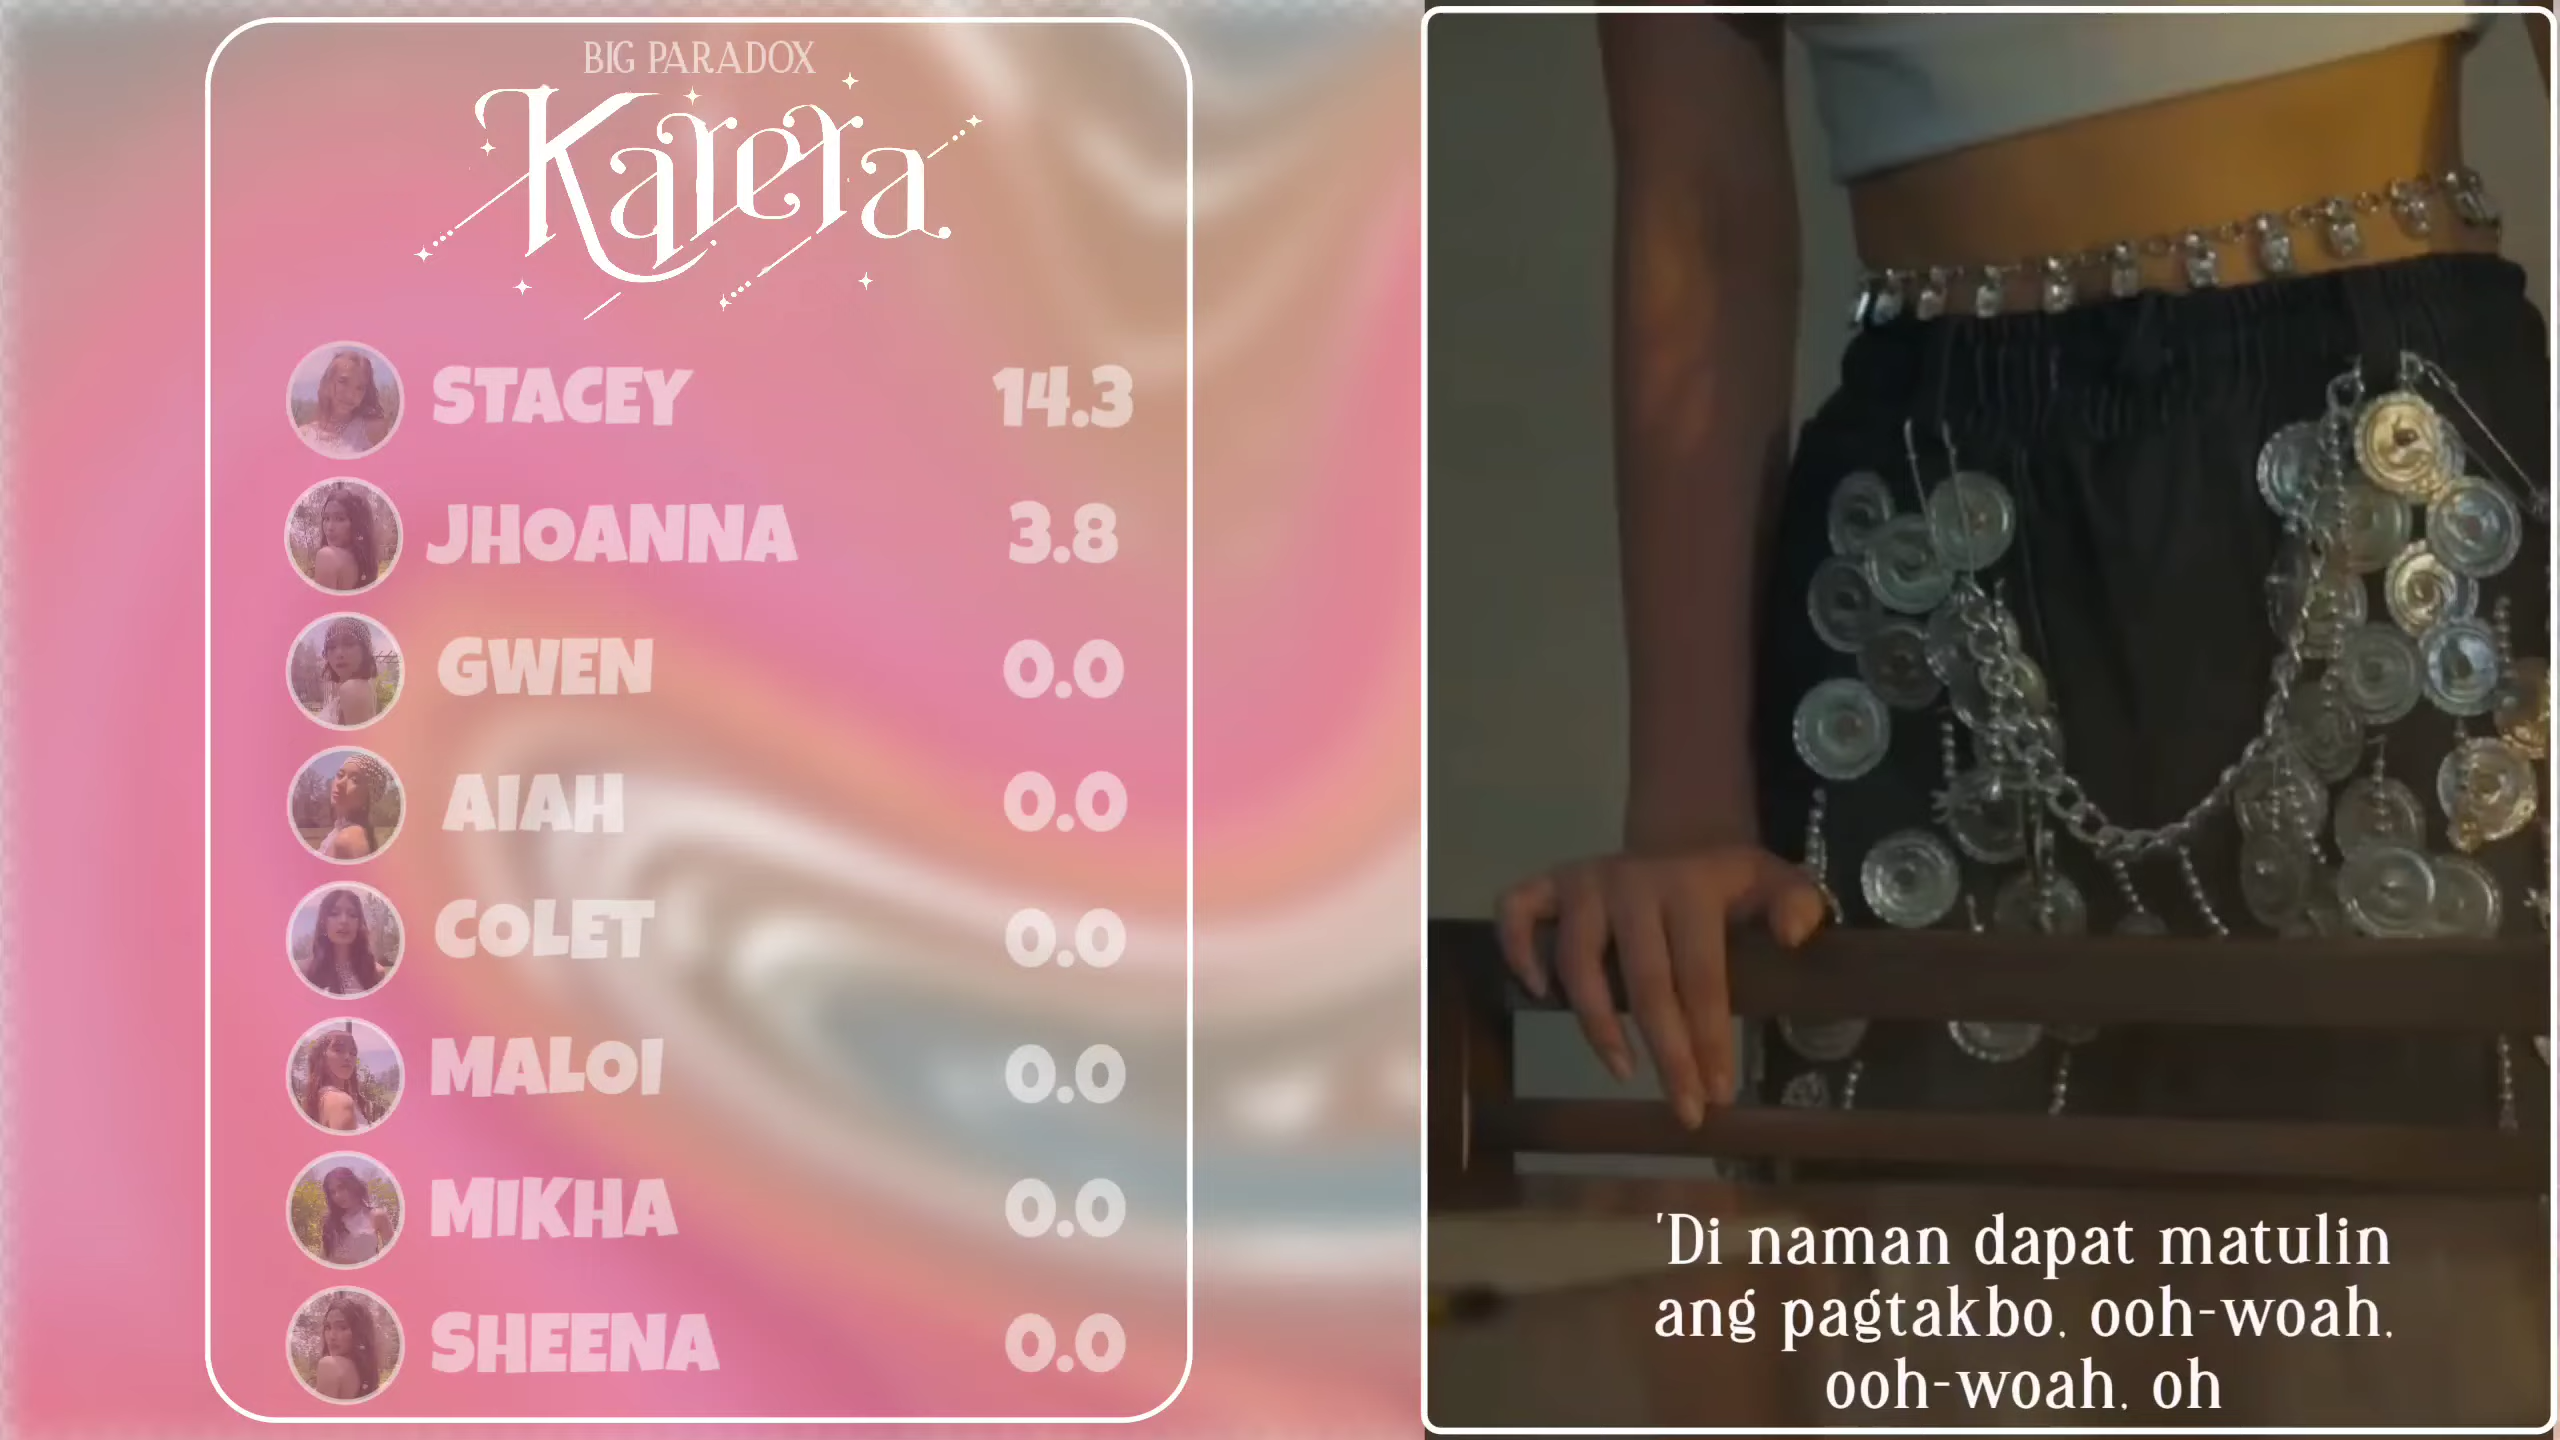 BIG PARADOX
Karera
STACEY 14.3
JHOANNA 3.8
GWEN 0.0
AIAH 0.0
COLET 0.0
MALOI 0.0
MIKHA 0.0
SHEENA 0.0
'Di naman dapat matulin
ang pagtakbo, ooh-woah,
ooh-woah, oh